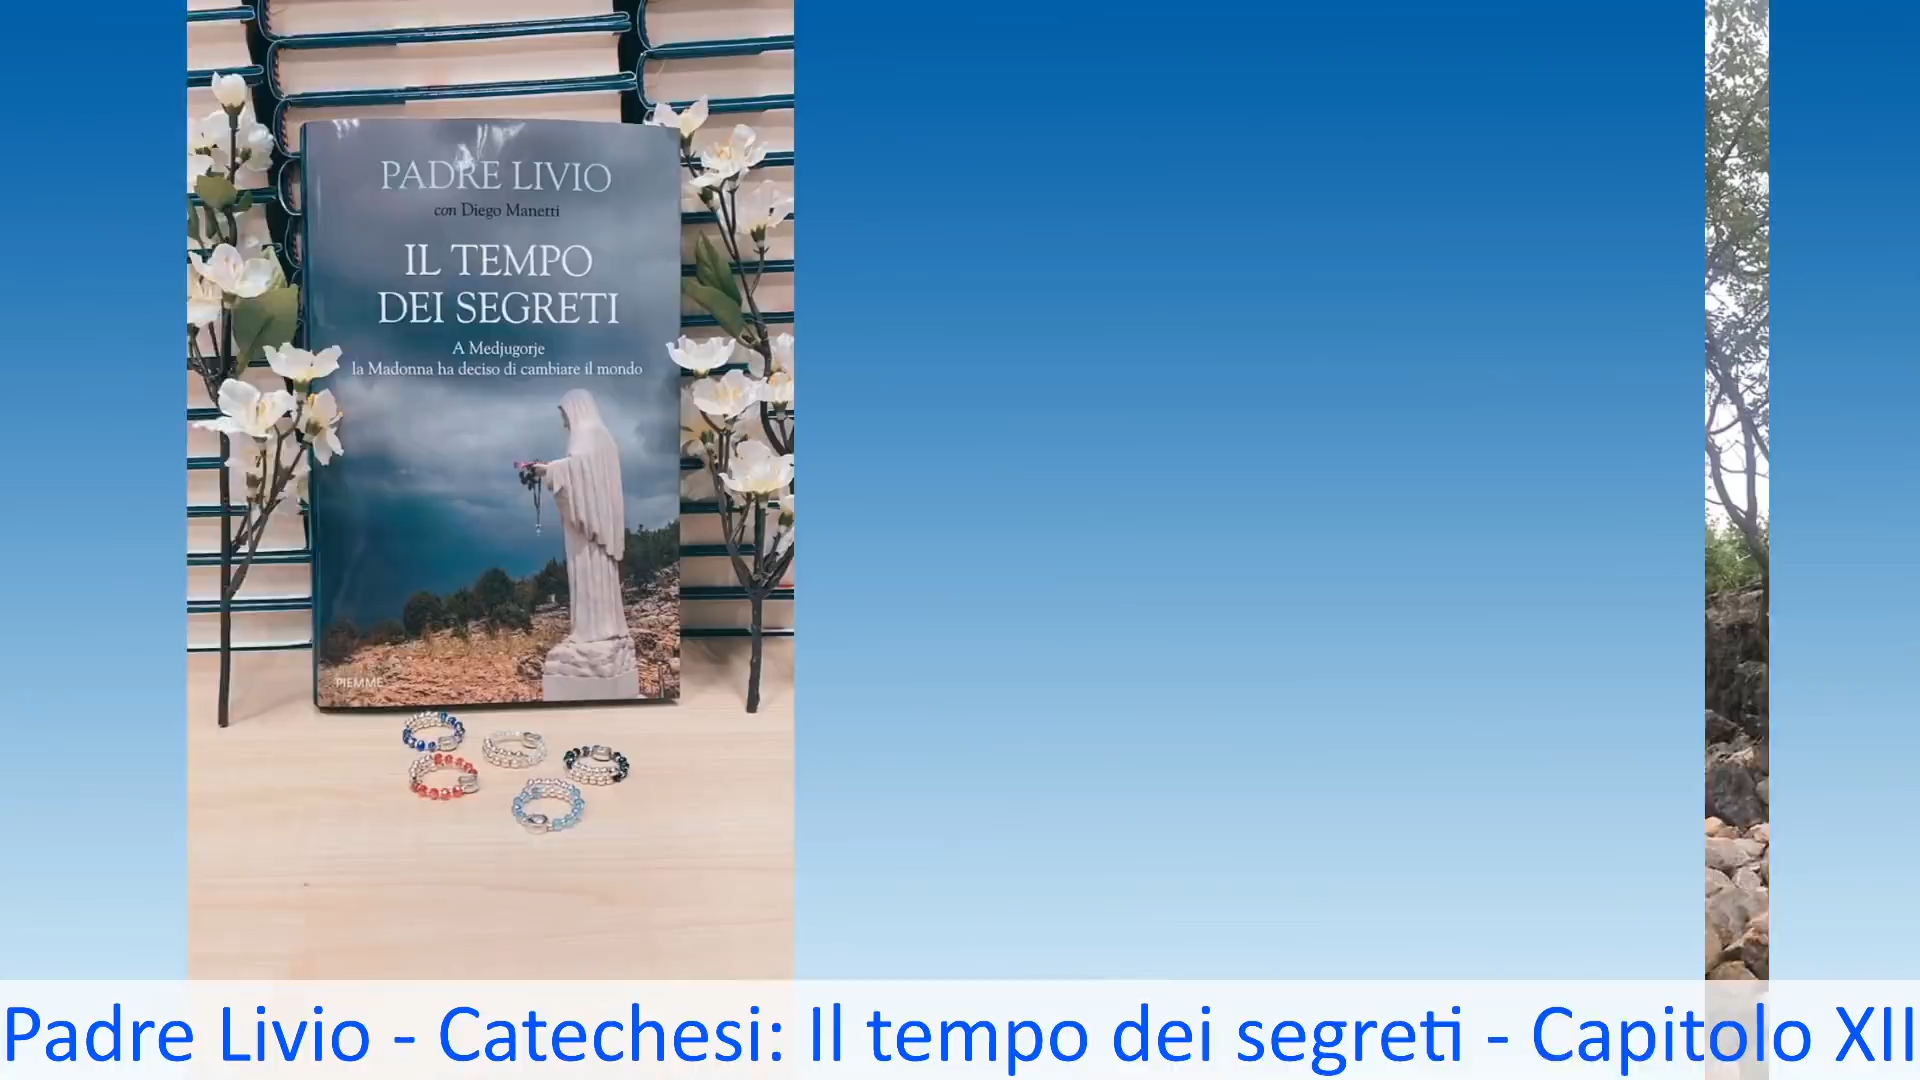 PADRE LIVIO
con Diego Manetti
IL TEMPO
DEI SEGRETI
A Medjugorje
la Madonna ha deciso di cambiare il mondo
PIEMME
Padre Livio - Catechesi: Il tempo dei segreti - Capitolo XII